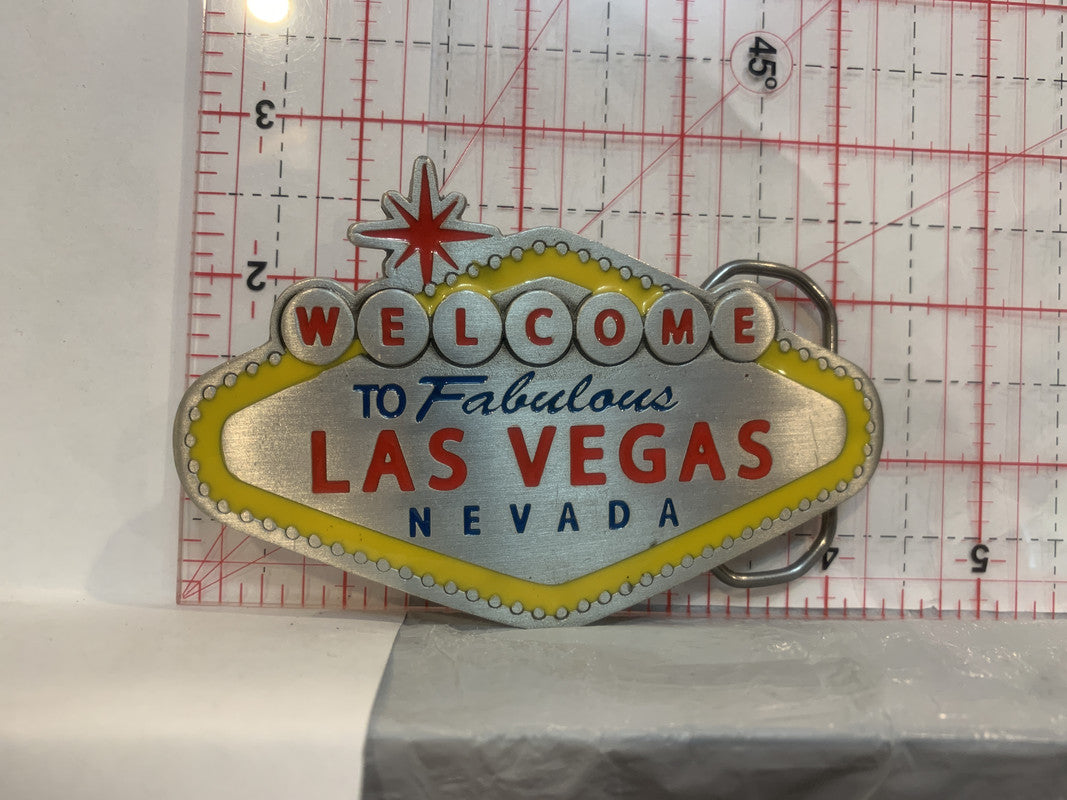 45°
3
2
WELCOME
TO Fabulous
LAS VEGAS
NEVADA
4
5